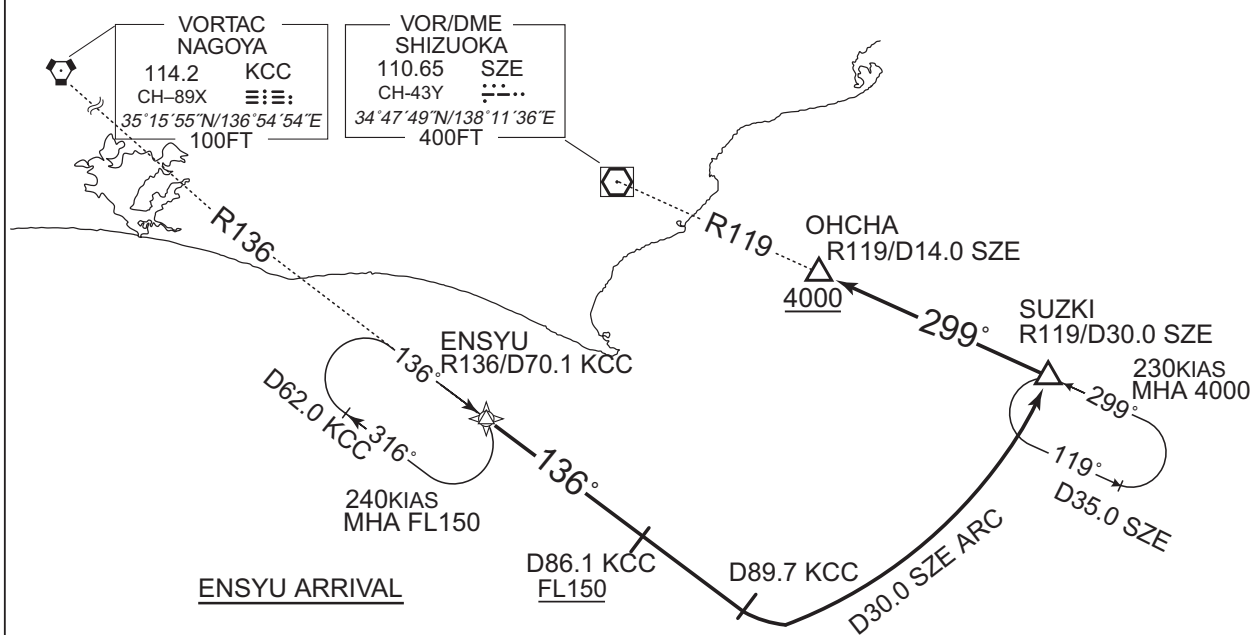 VORTAC
NAGOYA
114.2 KCC
CH–89X
35°15´55˝N/136°54´54˝E
100FT
VOR/DME
SHIZUOKA
110.65 SZE
CH-43Y
34°47´49˝N/138°11´36˝E
400FT
R136
R119
OHCHA
R119/D14.0 SZE
4000
299°
SUZKI
R119/D30.0 SZE
230KIAS
MHA 4000
299°
119°
D35.0 SZE
ENSYU
R136/D70.1 KCC
136°
D62.0 KCC
316°
240KIAS
MHA FL150
136°
D86.1 KCC
FL150
D89.7 KCC
D30.0 SZE ARC
ENSYU ARRIVAL